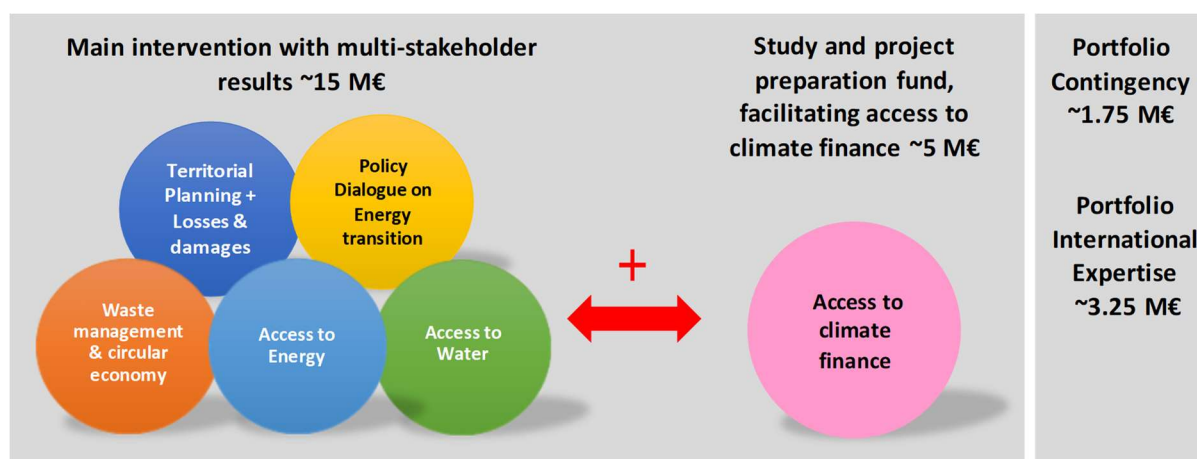 Main intervention with multi-stakeholder
results ~15 M€
Territorial
Planning +
Losses &
damages
Policy
Dialogue on
Energy
transition
Waste
management
& circular
economy
Access to
Energy
Access to
Water
+
Study and project
preparation fund,
facilitating access to
climate finance ~5 M€
Access to
climate
finance
Portfolio
Contingency
~1.75 M€
Portfolio
International
Expertise
~3.25 M€